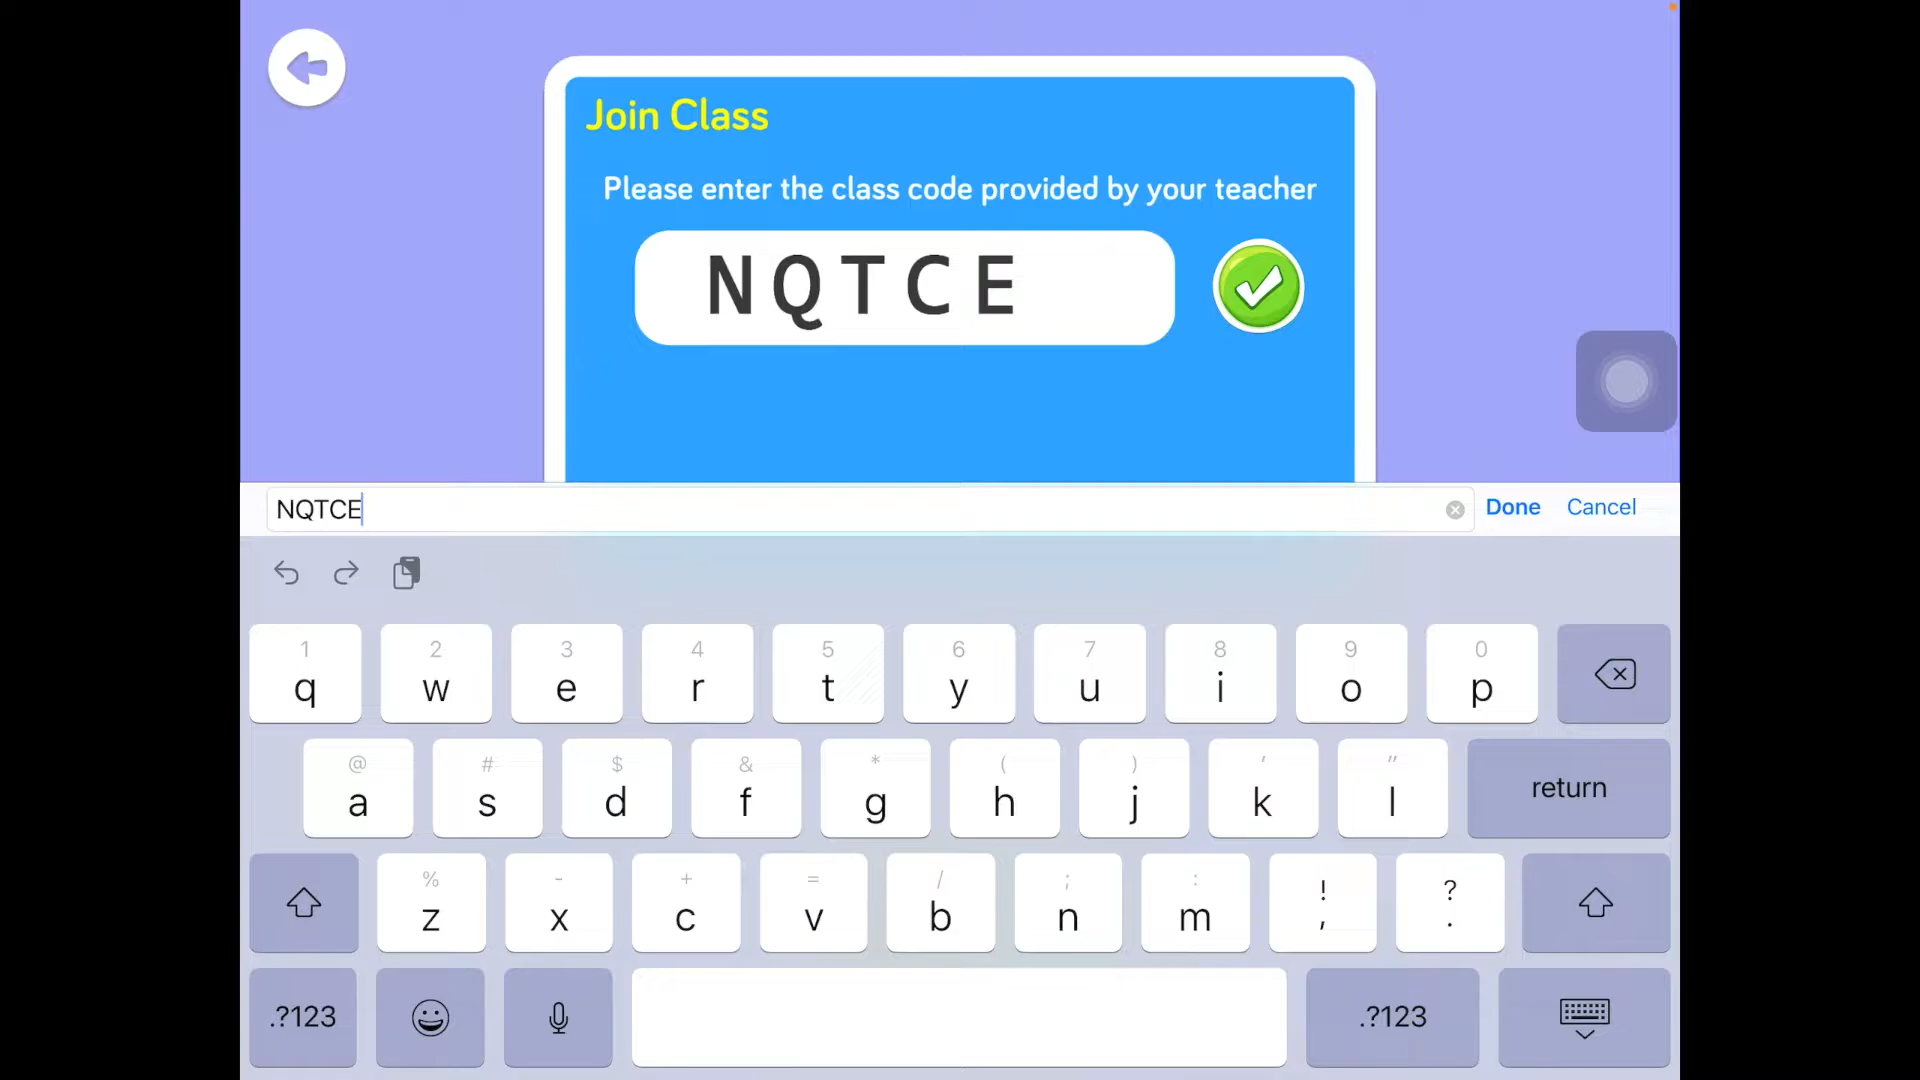 Join Class
Please enter the class code provided by your teacher
NQTCE
NQTCE
Done Cancel
1 2 3 4 5 6 7 8 9 0
q w e r t y u i o p
@ # $ & * ( ) ' "
a s d f g h j k l return
% - + = / ; : ! ?
z x c v b n m , .
.?123 .?123